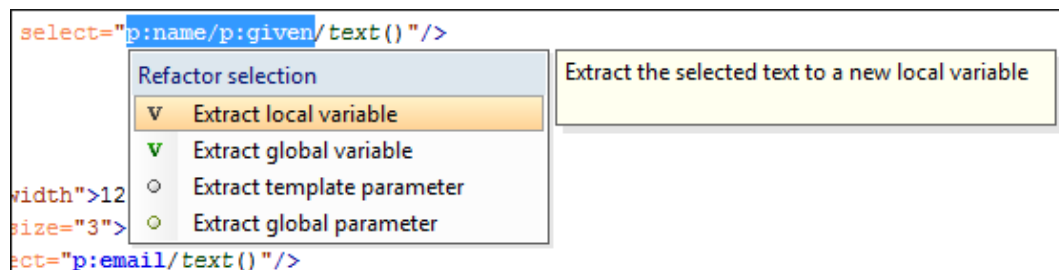 select="p:name/p:given/text()"/>
Refactor selection
Extract the selected text to a new local variable
v Extract local variable
v Extract global variable
Extract template parameter
width">12
Extract global parameter
size="3">
ect="p:email/text()"/>